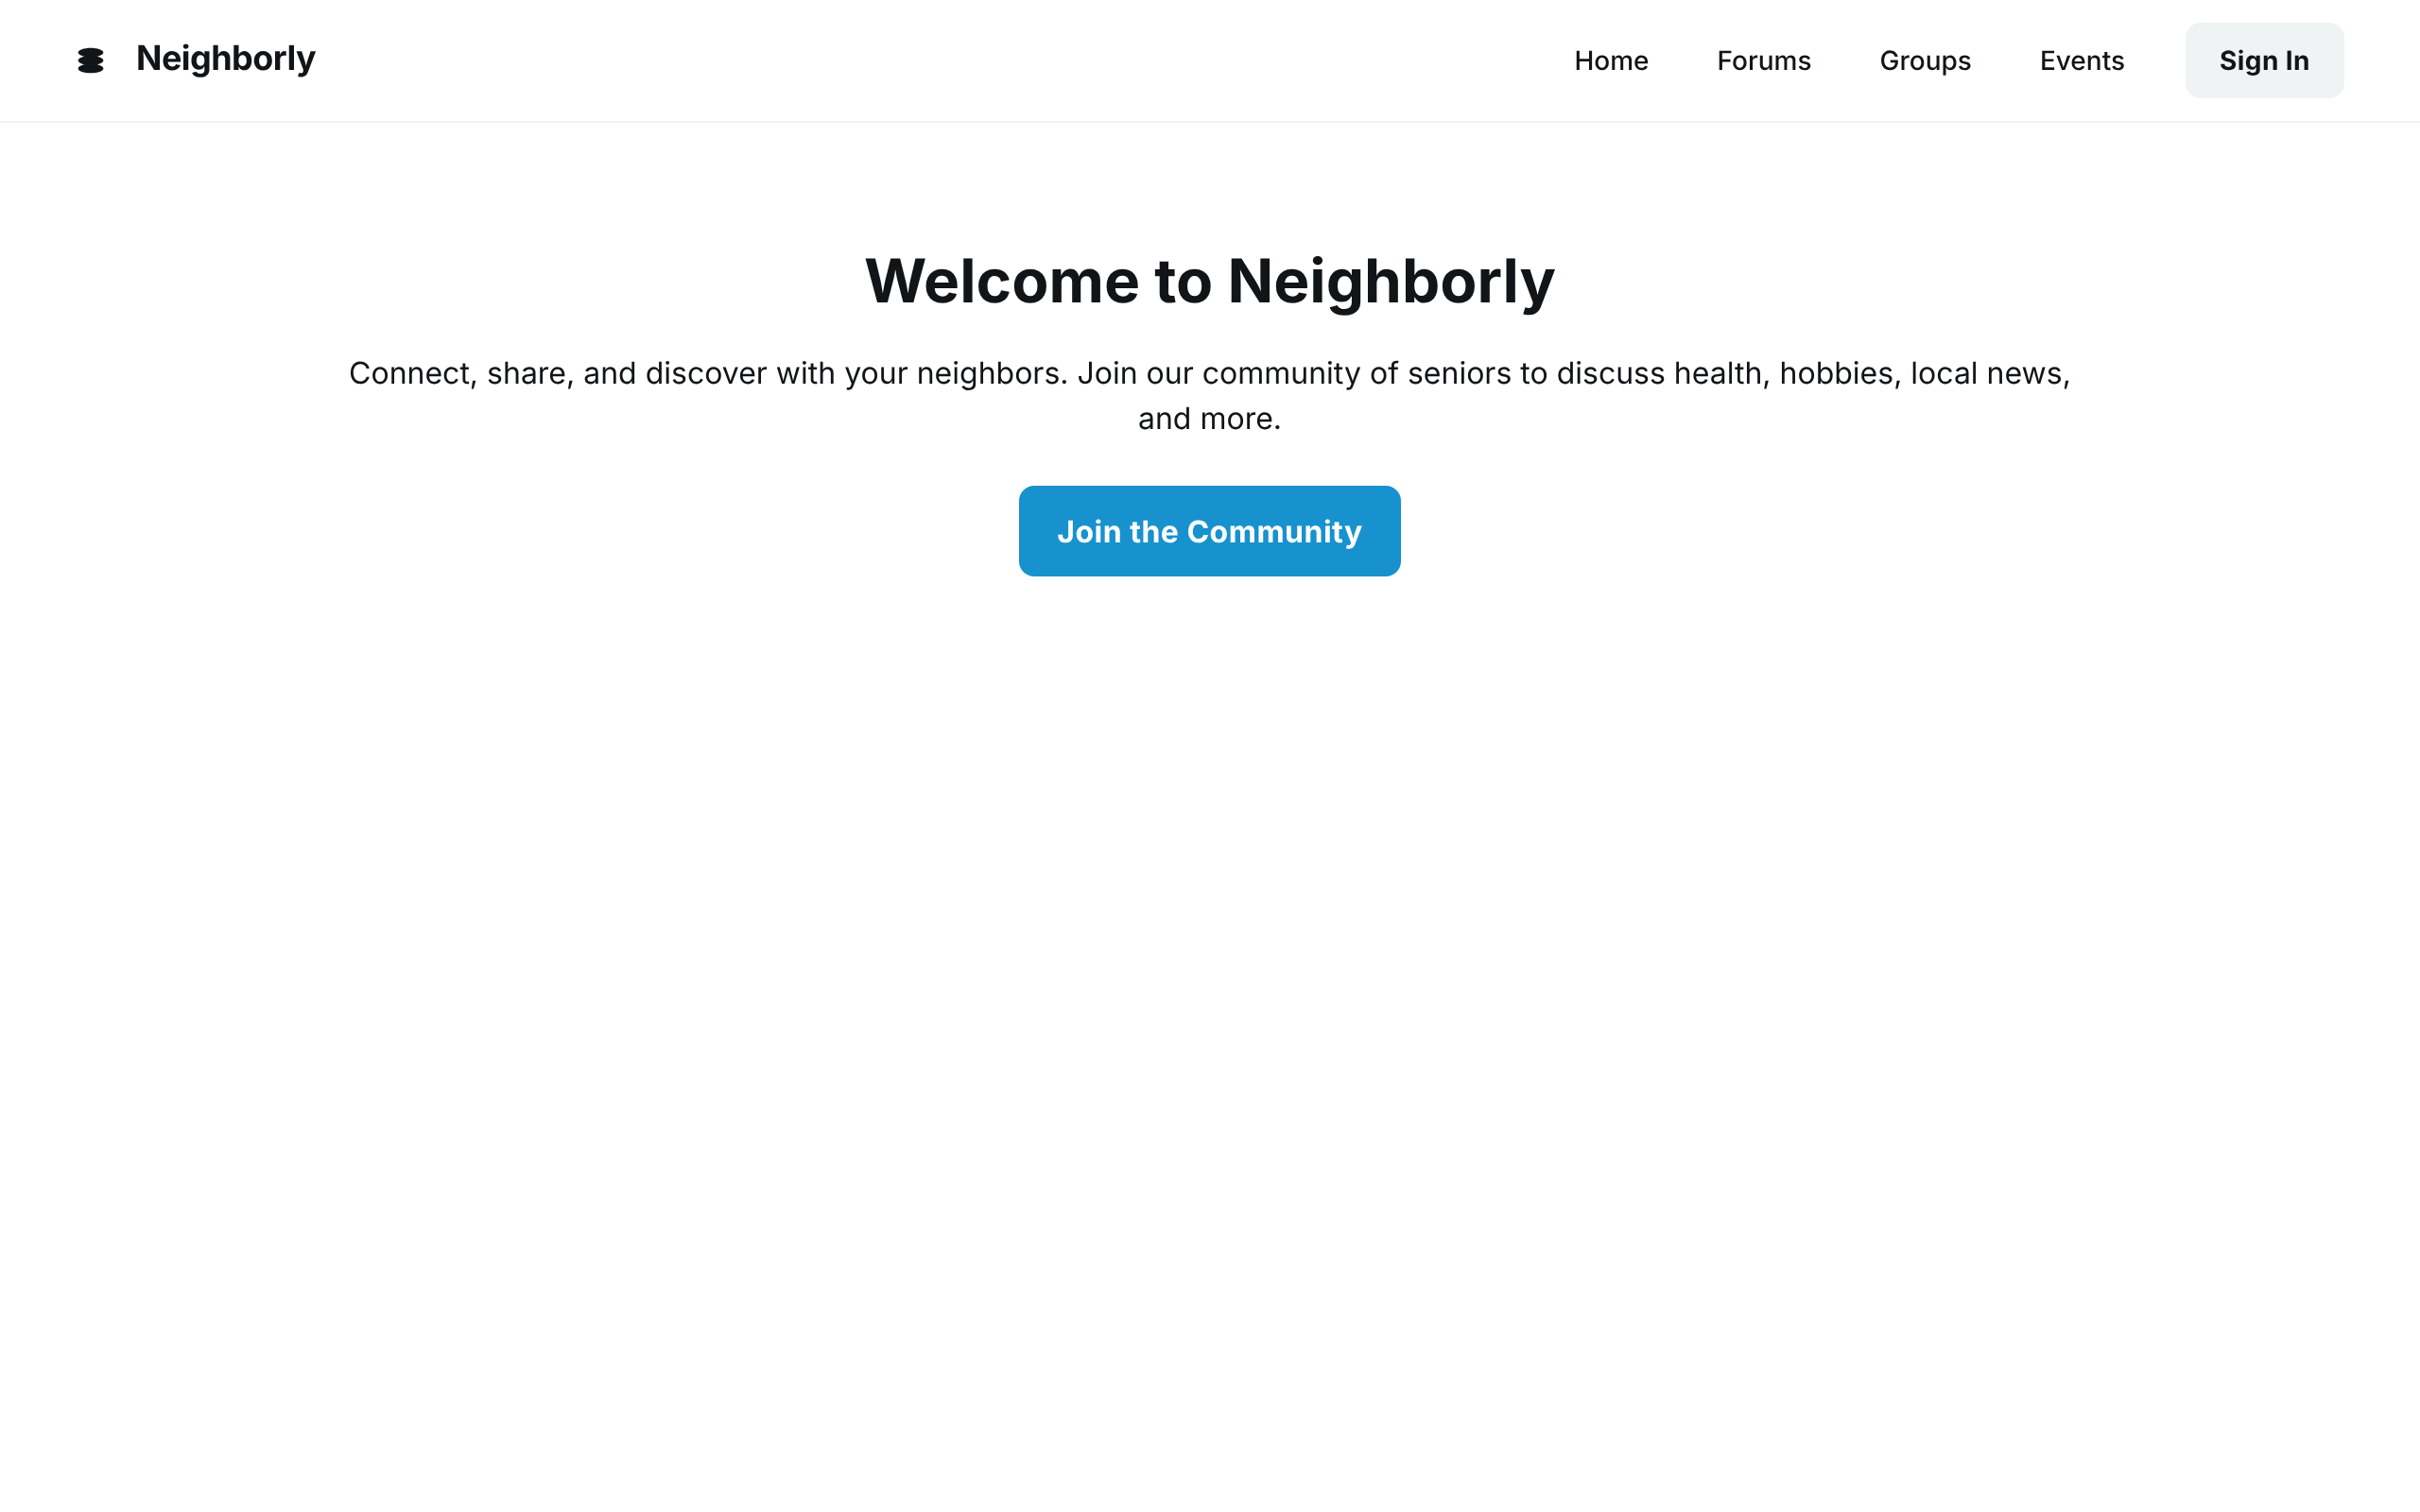 Neighborly
Home
Forums
Groups
Events
Sign In
Welcome to Neighborly
Connect, share, and discover with your neighbors. Join our community of seniors to discuss health, hobbies, local news,
and more.
Join the Community